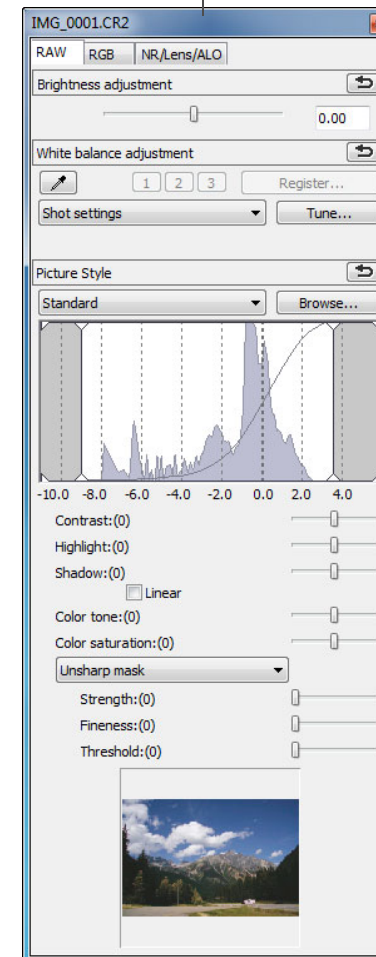 IMG_0001.CR2
RAW RGB NR/Lens/ALO
Brightness adjustment
0.00
White balance adjustment
1 2 3 Register...
Shot settings Tune...
Picture Style
Standard Browse...
-10.0 -8.0 -6.0 -4.0 -2.0 0.0 2.0 4.0
Contrast:(0)
Highlight:(0)
Shadow:(0)
Linear
Color tone:(0)
Color saturation:(0)
Unsharp mask
Strength:(0)
Fineness:(0)
Threshold:(0)